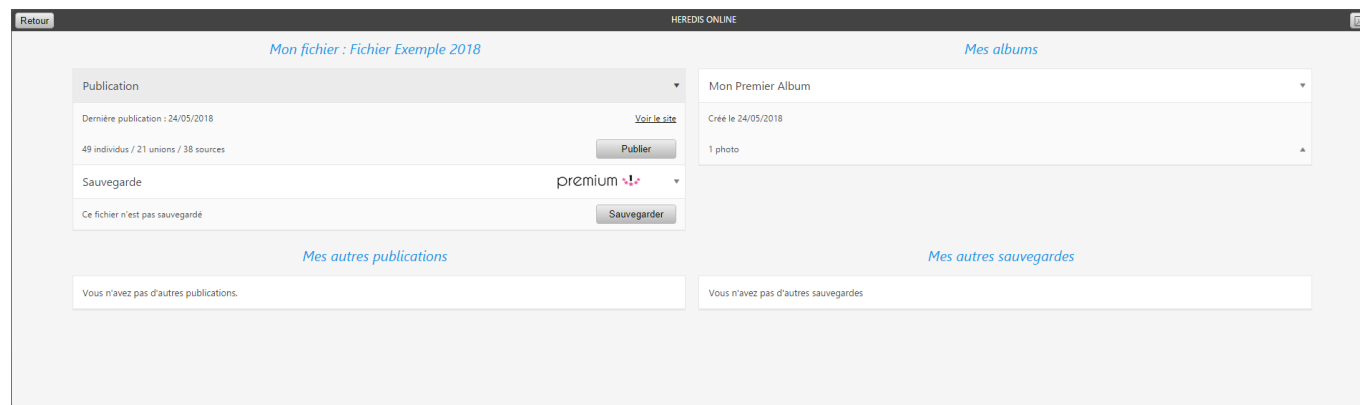 Retour
HEREDIS ONLINE
Mon fichier : Fichier Exemple 2018
Publication
Dernière publication : 24/05/2018
Voir le site
49 individus / 21 unions / 38 sources
Publier
Sauvegarde
premium
Ce fichier n'est pas sauvegardé
Sauvegarder
Mes albums
Mon Premier Album
Créé le 24/05/2018
1 photo
Mes autres publications
Vous n'avez pas d'autres publications.
Mes autres sauvegardes
Vous n'avez pas d'autres sauvegardes